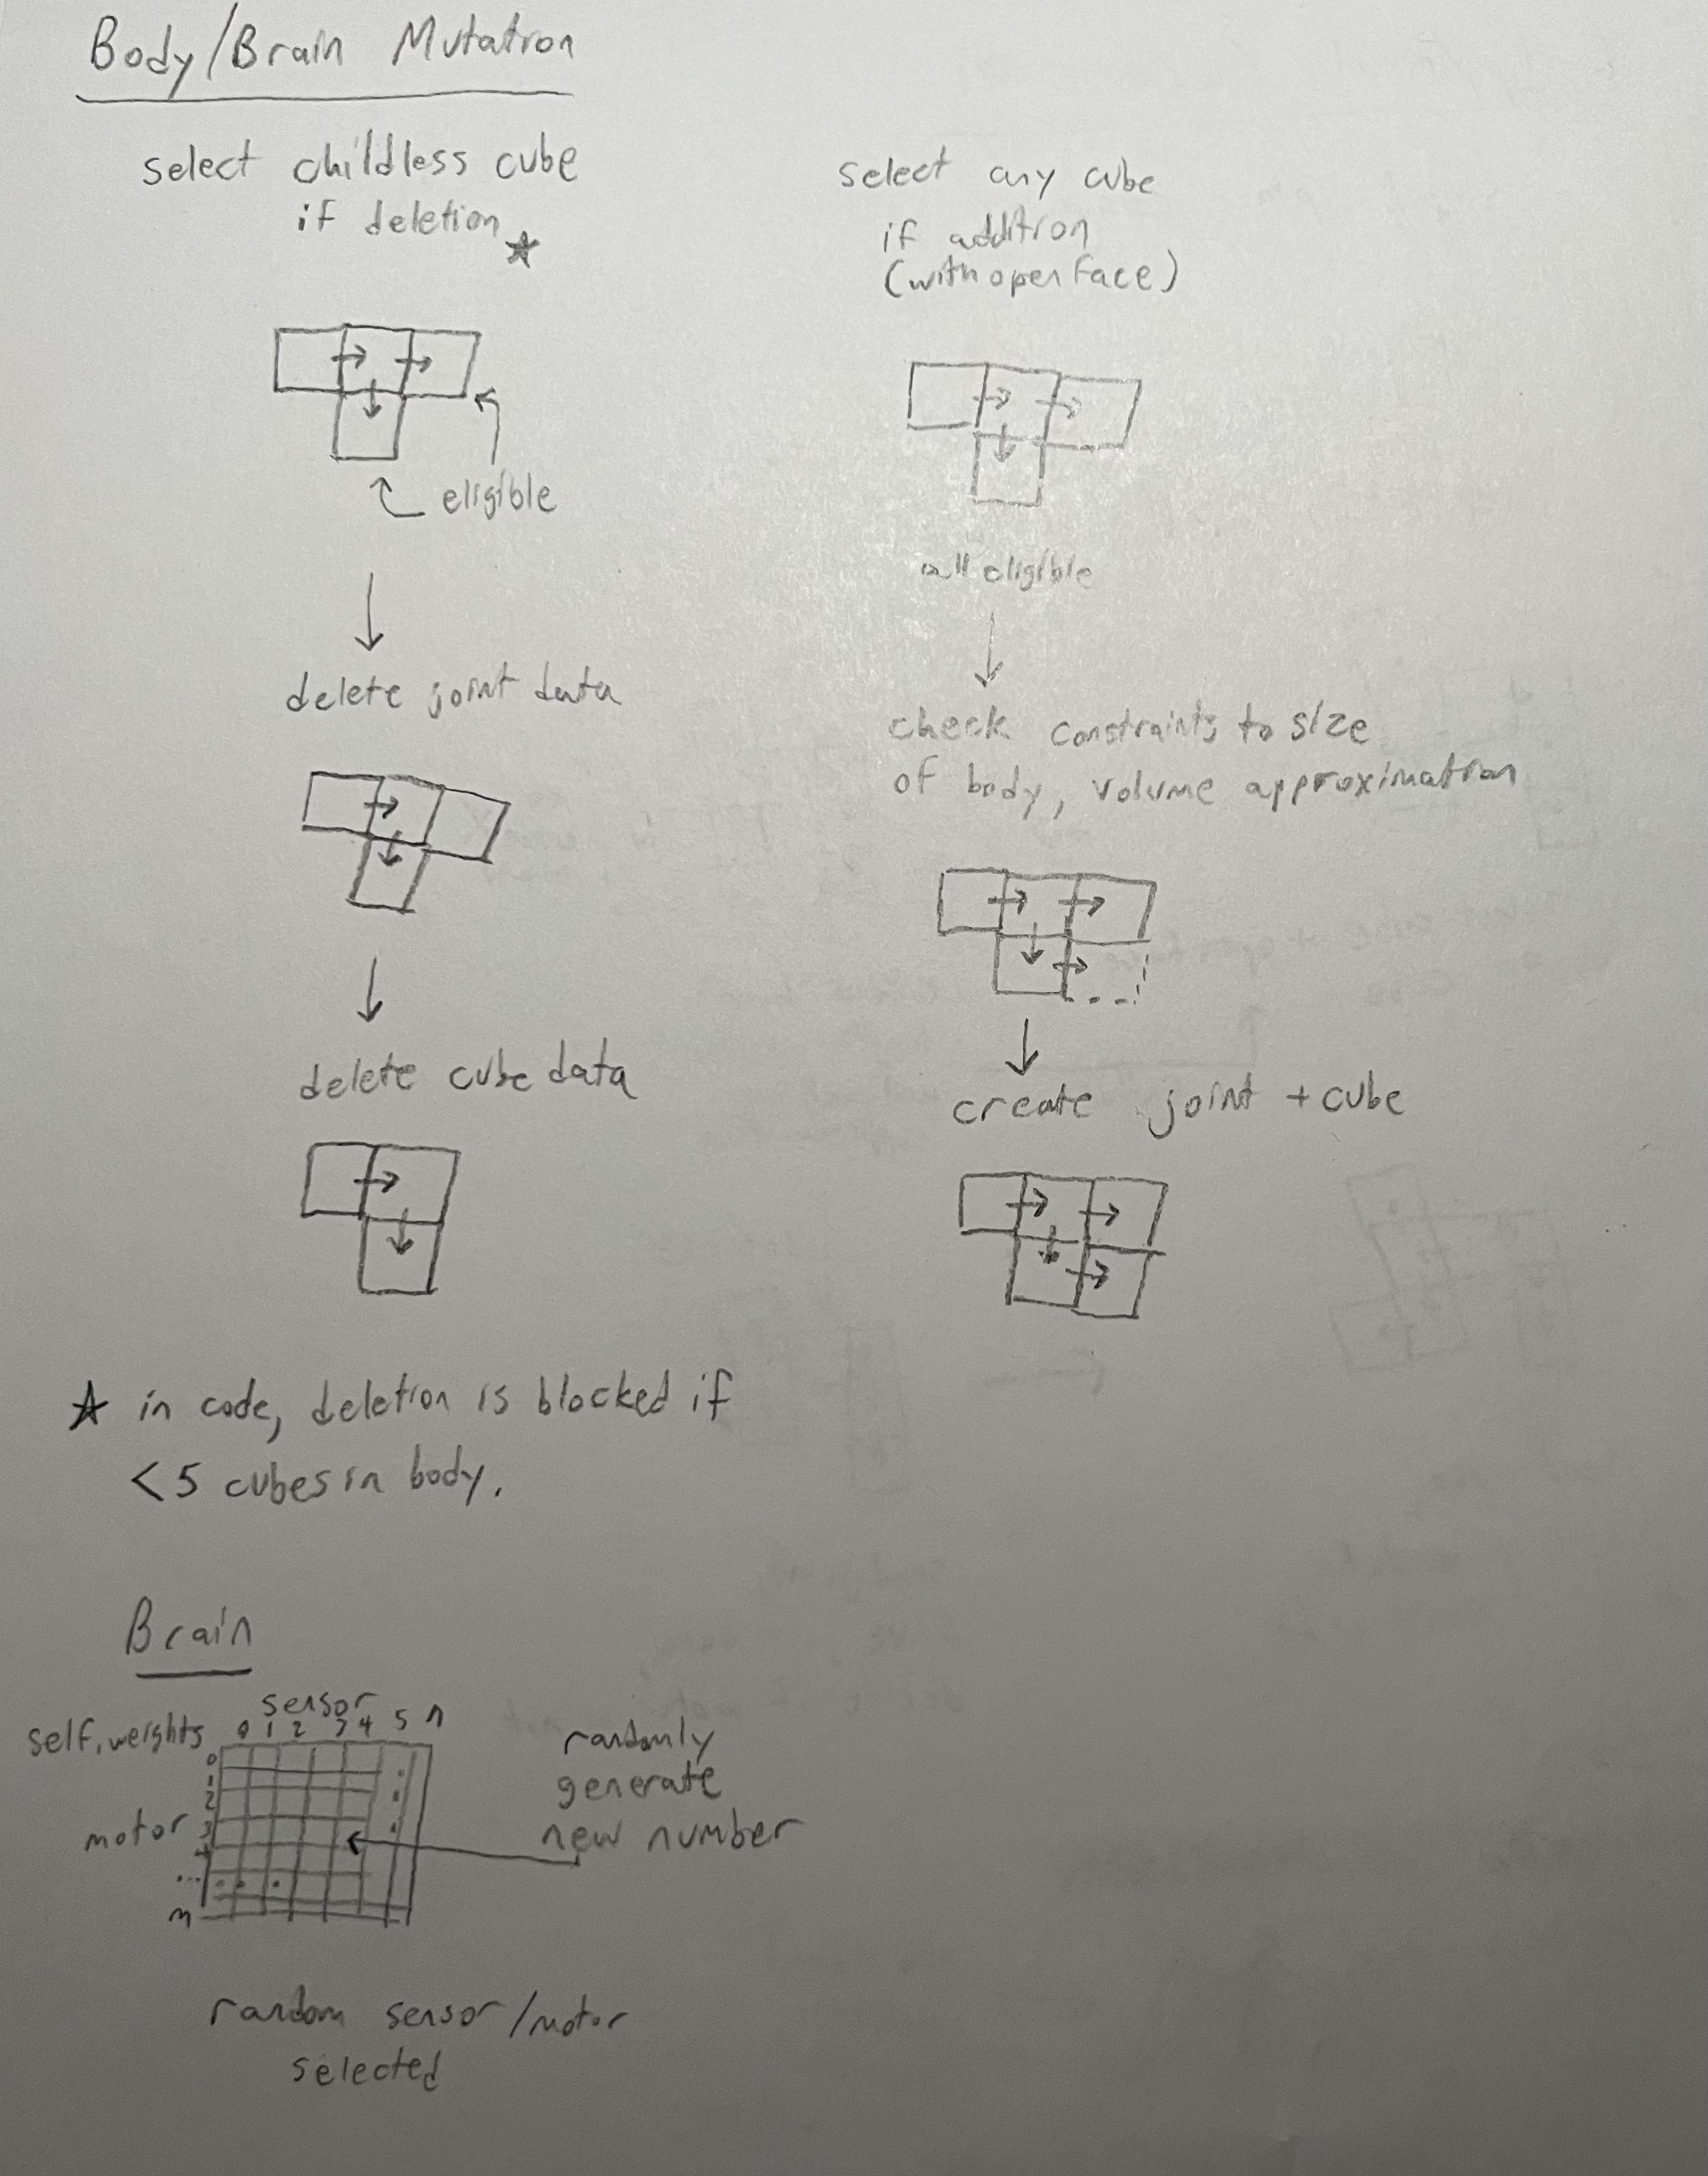 Body/Brain Mutation
select childless cube
if deletion ☆
eligible
delete joint data
delete cube data
select any cube
if addition
(with open face)
all eligible
check constraints to size
of body, volume approximation
create joint + cube
☆ in code, deletion is blocked if
< 5 cubes in body.
Brain
sensor
self.weights 0 1 2 3 4 5 n
0
1
2
motor 3
4
...
m
randomly
generate
new number
random sensor/motor
selected